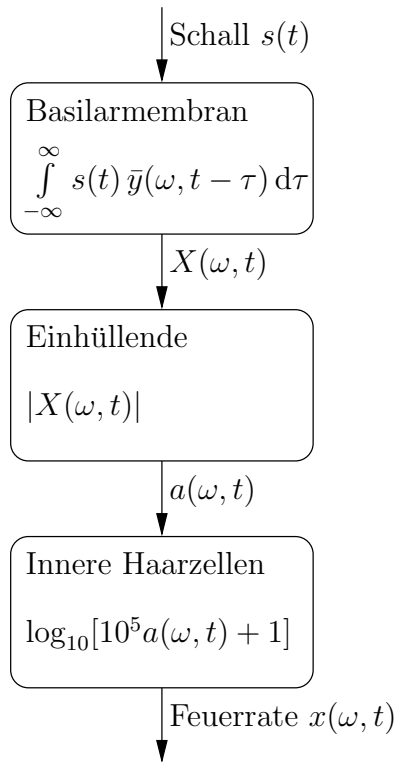 Schall s(t)
Basilarmembran
∫_{-∞}^{∞} s(t) ȳ(ω, t − τ) dτ
X(ω, t)
Einhüllende
|X(ω, t)|
a(ω, t)
Innere Haarzellen
log₁₀[10⁵a(ω, t) + 1]
Feuerrate x(ω, t)